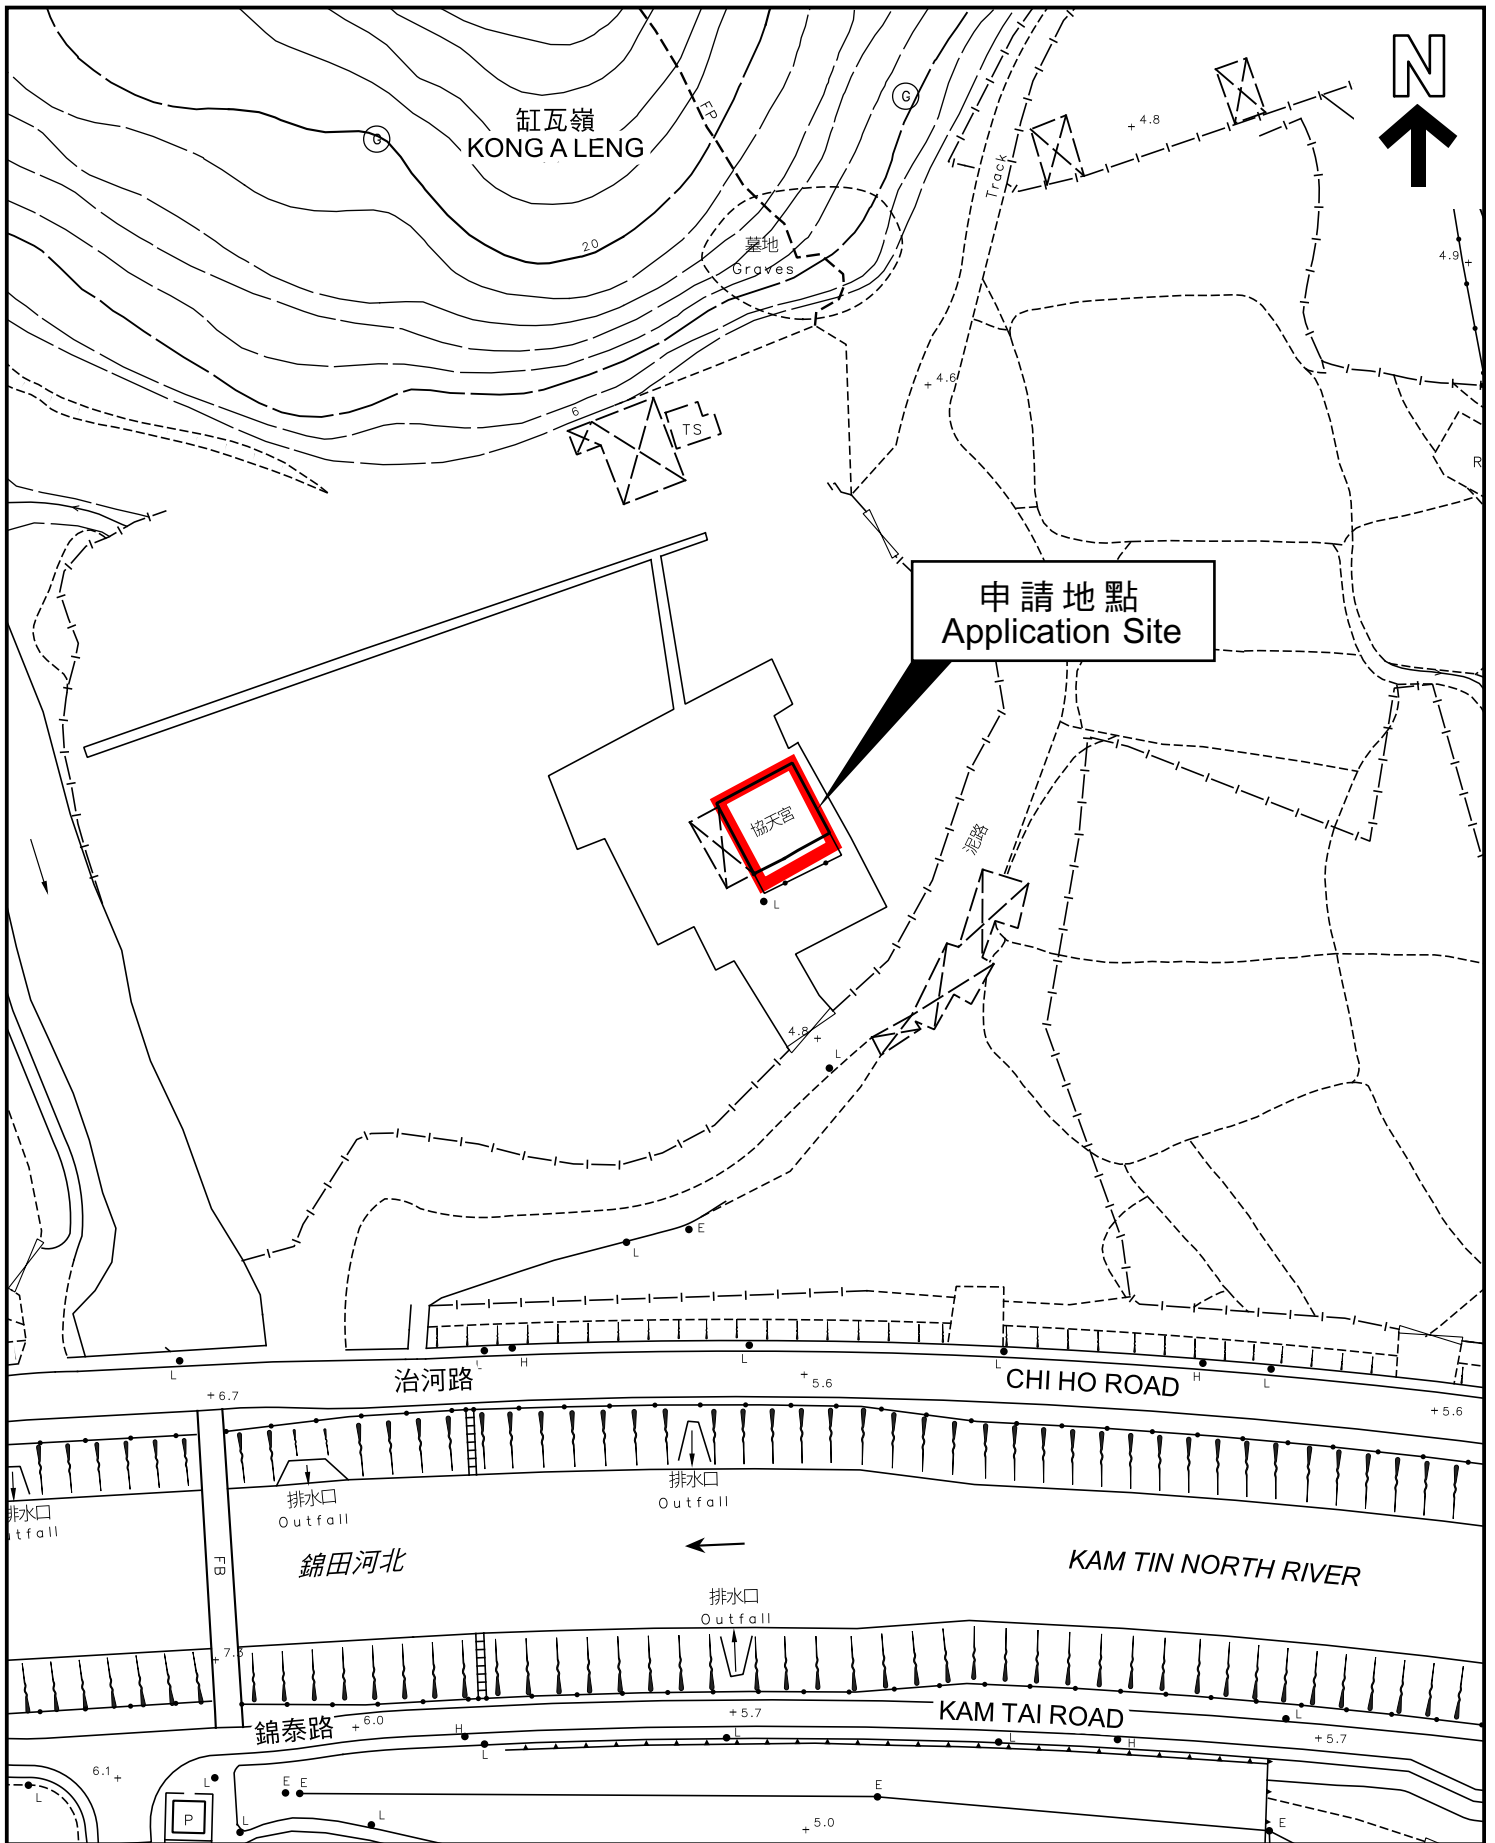 N
缸瓦嶺
KONG A LENG
G
G
FP
Track
4.8
墓地
Graves
20
4.9
4.6
6
TS
R
申請地點
Application Site
協天宮
泥路
L
4.8
L
E
L
L
L
H
L
L
H
L
治河路
CHI HO ROAD
6.7
5.6
5.6
排水口
Outfall
排水口
Outfall
排水口
utfall
FB
錦田河北
KAM TIN NORTH RIVER
排水口
Outfall
7.3
錦泰路
KAM TAI ROAD
6.0
5.7
5.7
H
L
L
L
H
L
6.1
L
L
E
E
E
P
L
L
5.0
E